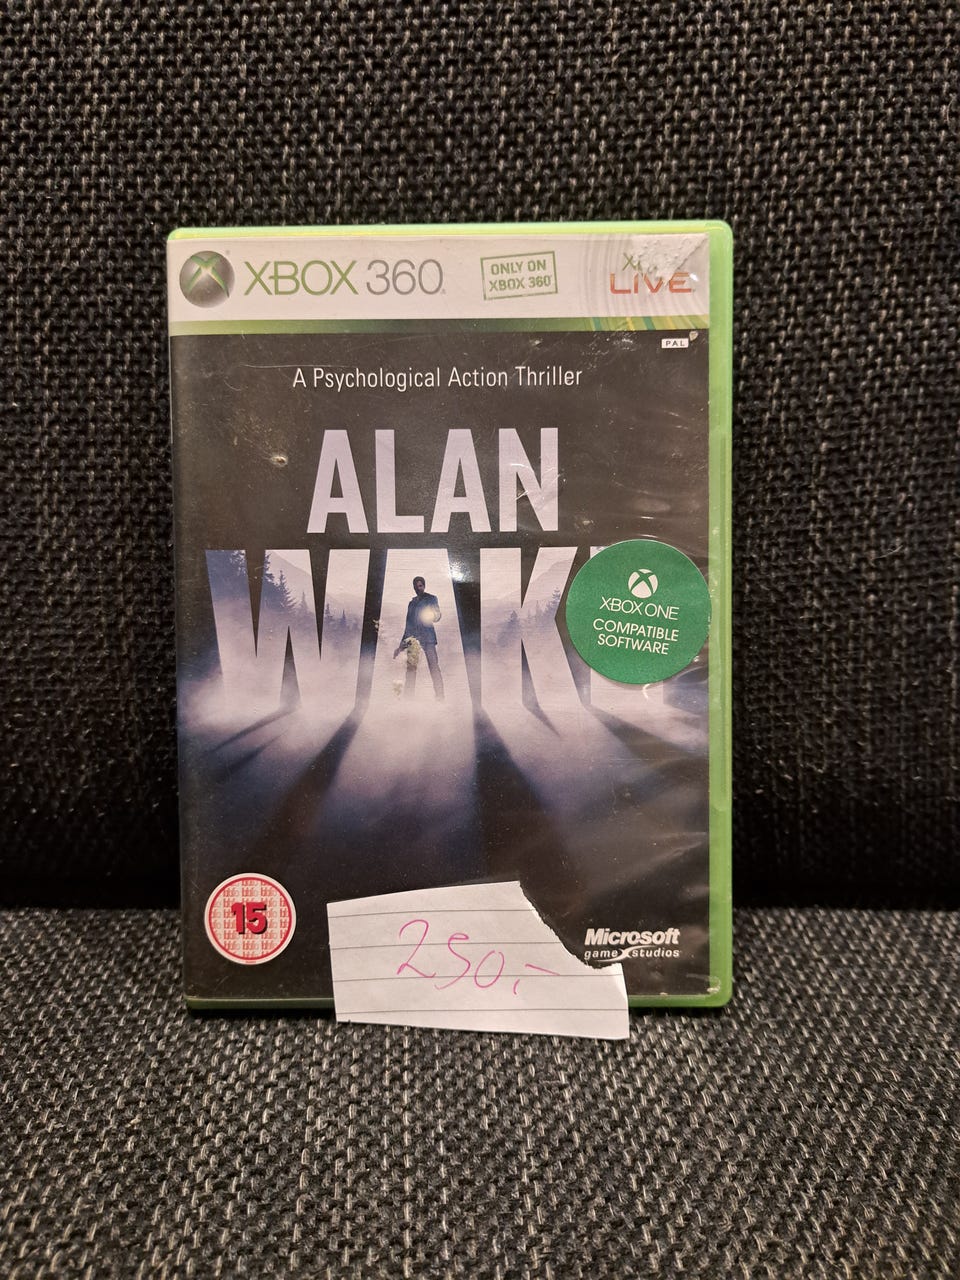 XBOX 360
ONLY ON
XBOX 360
LIVE
PAL
A Psychological Action Thriller
ALAN
WAKE
XBOX ONE
COMPATIBLE
SOFTWARE
15
250,-
Microsoft
game studios